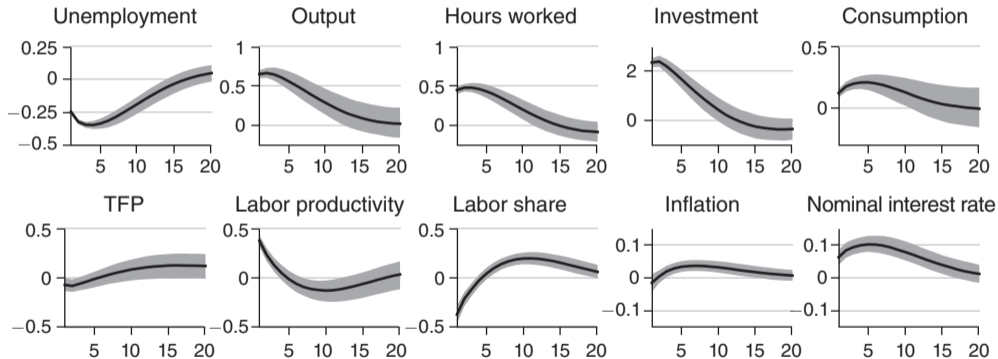 Unemployment Output Hours worked Investment Consumption
0.25 1 1 0.5
0 0.5 0.5 2
−0.25 0 0 0 0
−0.5
5 10 15 20 5 10 15 20 5 10 15 20 5 10 15 20 5 10 15 20
TFP Labor productivity Labor share Inflation Nominal interest rate
0.5 0.5 0.5 0.1 0.1
0 0 0 0 0
−0.5 −0.5 −0.5 −0.1 −0.1
5 10 15 20 5 10 15 20 5 10 15 20 5 10 15 20 5 10 15 20